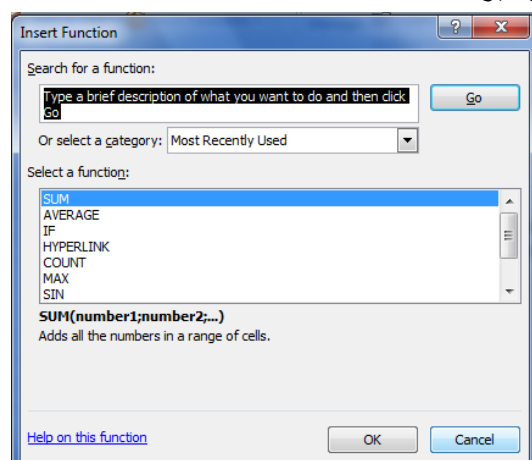 Insert Function
?
X
Search for a function:
Type a brief description of what you want to do and then click
Go
Go
Or select a category: Most Recently Used
Select a function:
SUM
AVERAGE
IF
HYPERLINK
COUNT
MAX
SIN
SUM(number1;number2;...)
Adds all the numbers in a range of cells.
Help on this function
OK
Cancel